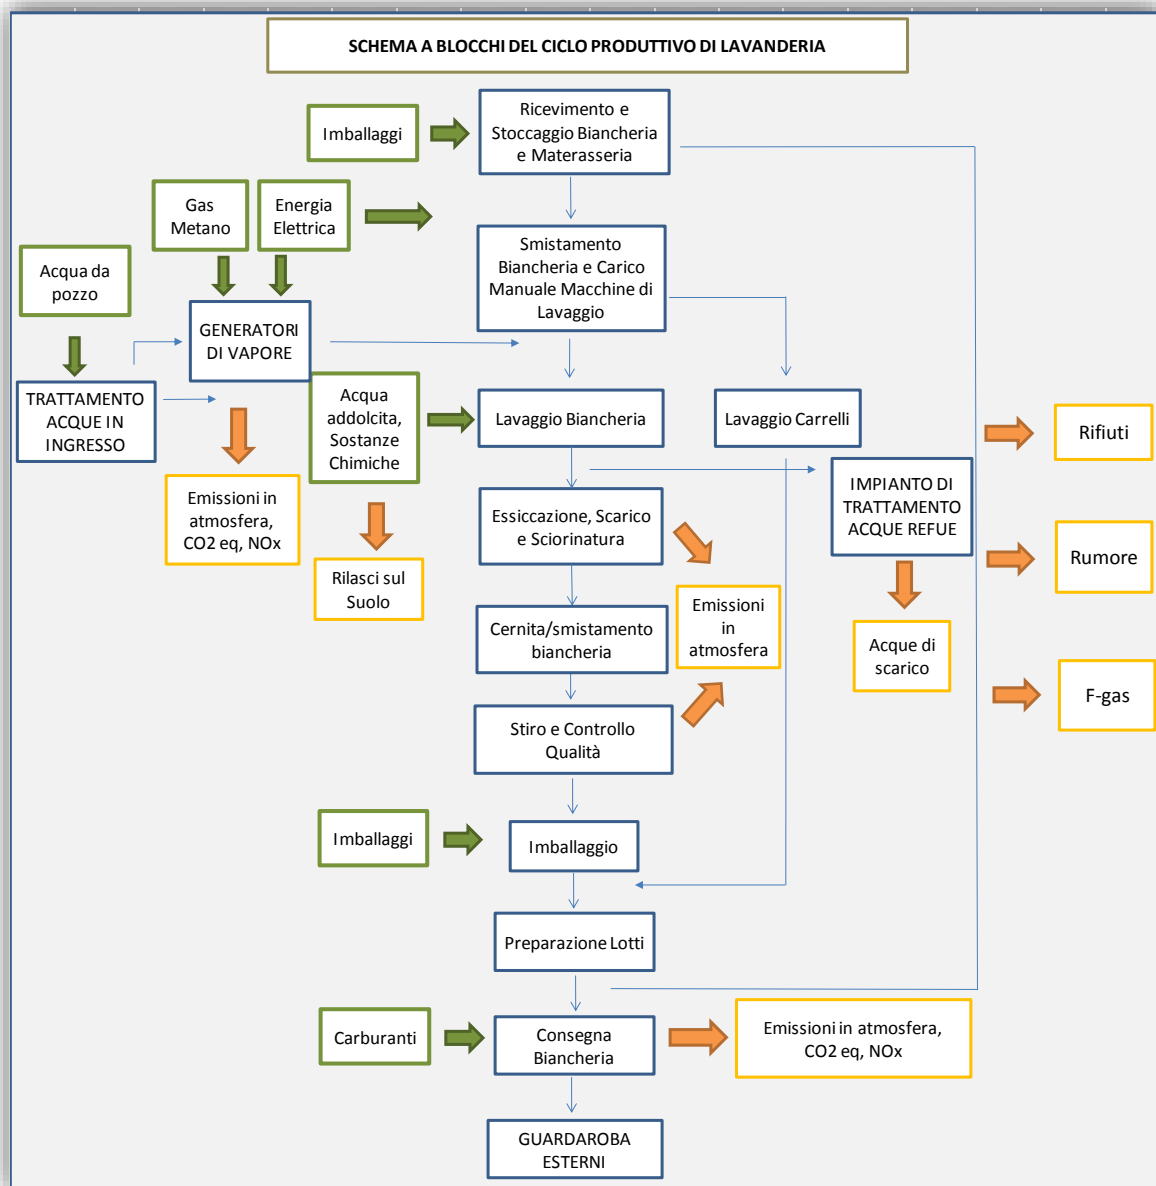 SCHEMA A BLOCCHI DEL CICLO PRODUTTIVO DI LAVANDERIA
Imballaggi
Ricevimento e
Stoccaggio Biancheria
e Materasseria
Gas
Metano
Energia
Elettrica
Acqua da
pozzo
Smistamento
Biancheria e Carico
Manuale Macchine di
Lavaggio
GENERATORI
DI VAPORE
TRATTAMENTO
ACQUE IN
INGRESSO
Acqua
addolcita,
Sostanze
Chimiche
Lavaggio Biancheria
Lavaggio Carrelli
Rifiuti
Emissioni in
atmosfera,
CO2 eq, NOx
Essiccazione, Scarico
e Sciorinatura
IMPIANTO DI
TRATTAMENTO
ACQUE REFUE
Rumore
Rilasci sul
Suolo
Cernita/smistamento
biancheria
Emissioni
in
atmosfera
Acque di
scarico
F-gas
Stiro e Controllo
Qualità
Imballaggi
Imballaggio
Preparazione Lotti
Carburanti
Consegna
Biancheria
Emissioni in atmosfera,
CO2 eq, NOx
GUARDAROBA
ESTERNI